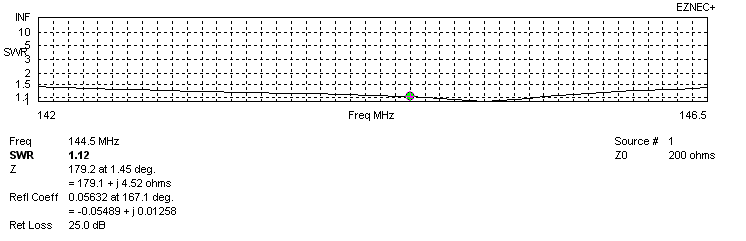 EZNEC+
INF
10
5
SWR
3
2
1.5
1.1
142 Freq MHz 146.5
Freq 144.5 MHz Source # 1
SWR 1.12 Z0 200 ohms
Z 179.2 at 1.45 deg.
= 179.1 + j 4.52 ohms
Refl Coeff 0.05632 at 167.1 deg.
= -0.05489 + j 0.01258
Ret Loss 25.0 dB